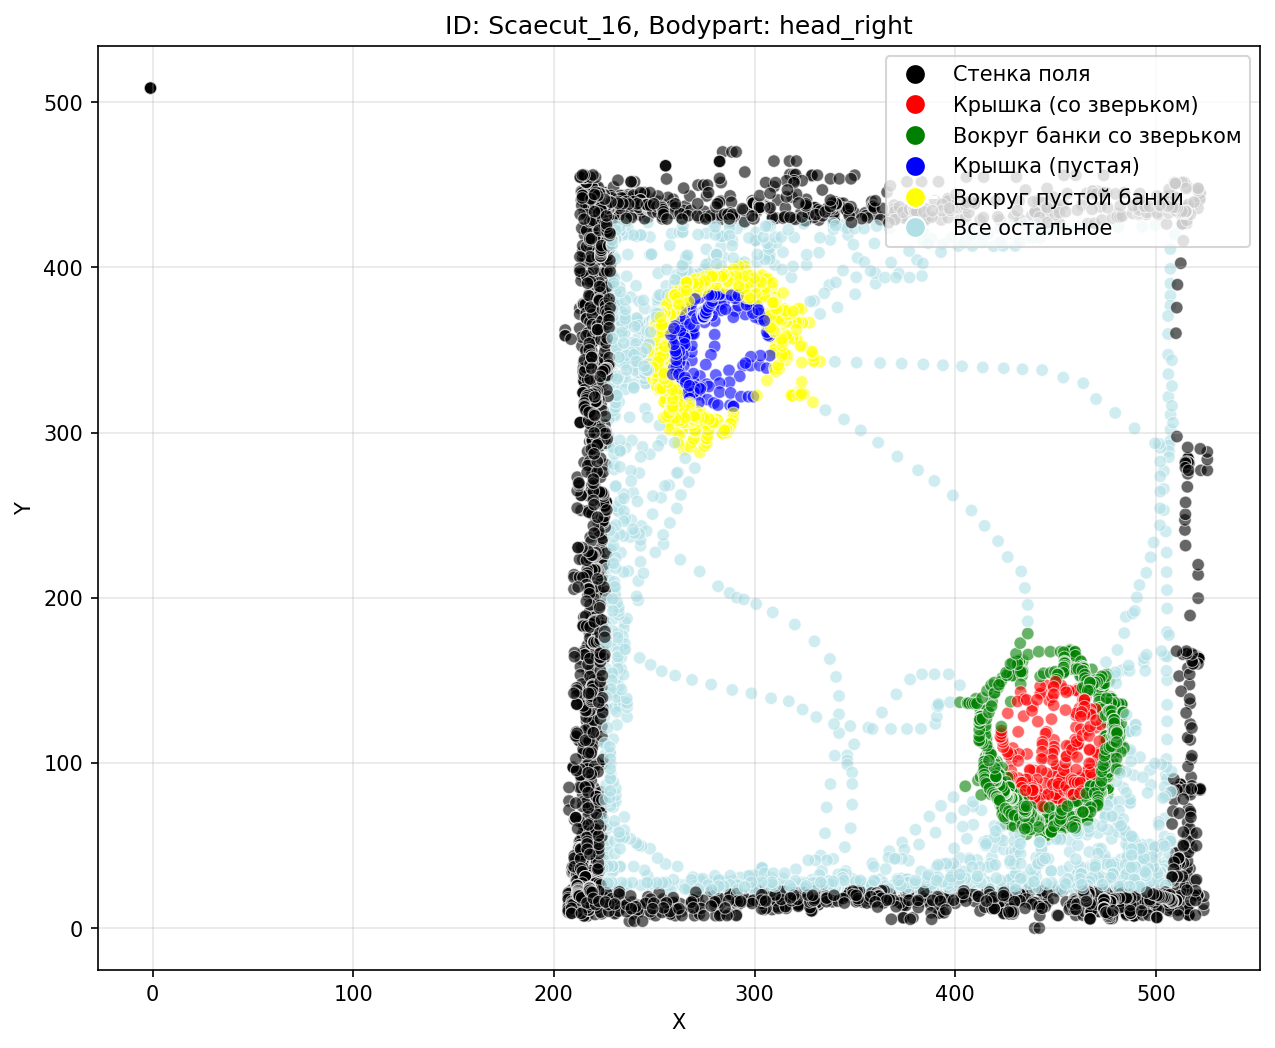 ID: Scaecut_16, Bodypart: head_right
Стенка поля
Крышка (со зверьком)
Вокруг банки со зверьком
Крышка (пустая)
Вокруг пустой банки
Все остальное
500
400
300
200
100
0
Y
0
100
200
300
400
500
X